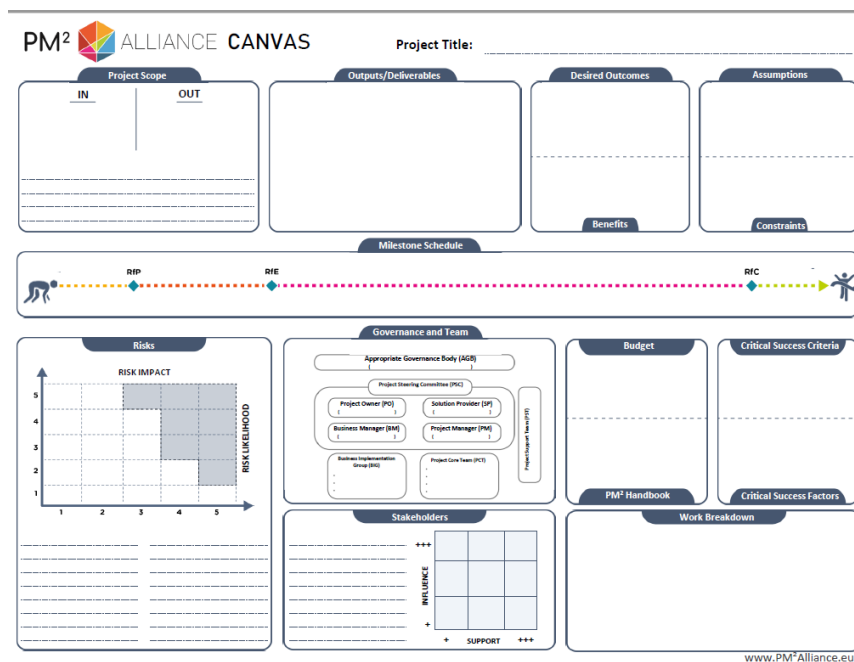 PM² ALLIANCE CANVAS
Project Title:
Project Scope
IN OUT
Outputs/Deliverables
Desired Outcomes
Benefits
Assumptions
Constraints
Milestone Schedule
RfP RfE RfC
Risks
RISK IMPACT
RISK LIKELIHOOD
5
4
3
2
1
1 2 3 4 5
Governance and Team
Appropriate Governance Body (AGB)
( )
Project Steering Committee (PSC)
Project Owner (PO)
( )
Solution Provider (SP)
( )
Business Manager (BM)
( )
Project Manager (PM)
( )
Business Implementation
Group (BIG)
Project Core Team (PCT)
Project Support Team (PST)
Budget
PM² Handbook
Critical Success Criteria
Critical Success Factors
Stakeholders
+++
INFLUENCE
+
+ SUPPORT +++
Work Breakdown
www.PM²Alliance.eu